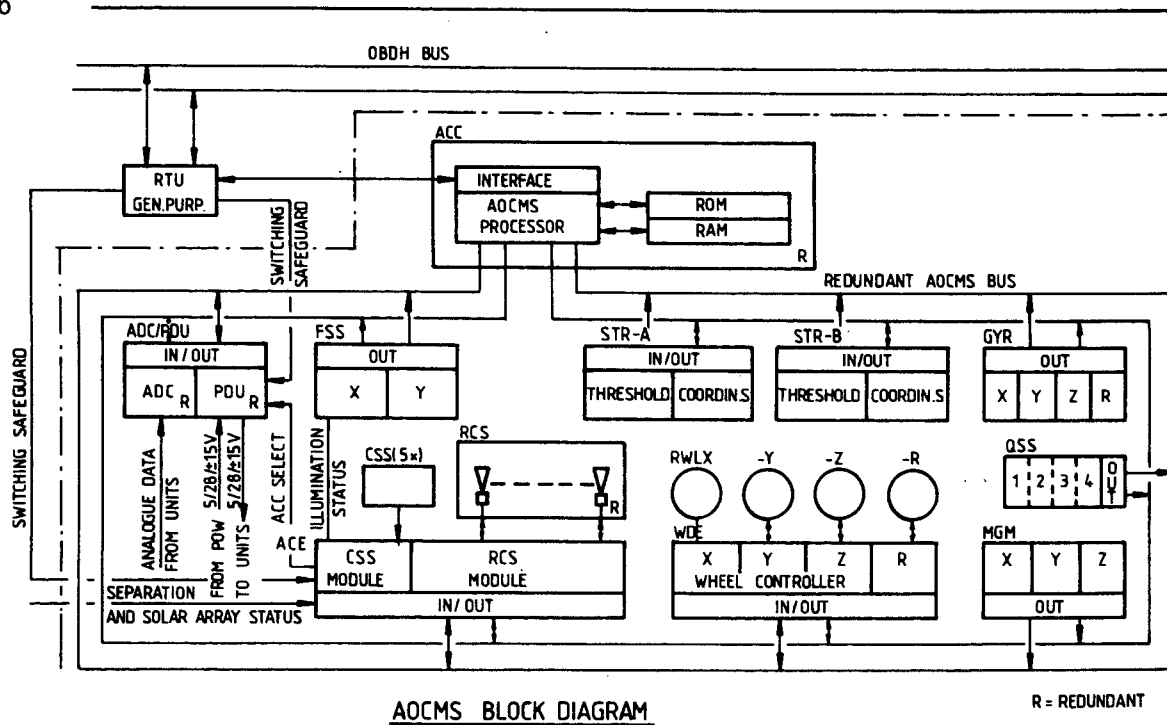 OBDH BUS
ACC
RTU
GEN.PURP.
INTERFACE
AOCMS
PROCESSOR
ROM
RAM
R
SWITCHING
SAFEGUARD
REDUNDANT AOCMS BUS
SWITCHING SAFEGUARD
ADC/PDU
IN/OUT
ADC R
PDU R
FSS
OUT
X Y
STR-A
IN/OUT
THRESHOLD COORDIN.S
STR-B
IN/OUT
THRESHOLD COORDIN.S
GYR
OUT
X Y Z R
ANALOGUE DATA
FROM UNITS
FROM POW 5/28/±15V
TO UNITS 5/28/±15V
ACC SELECT
ILLUMINATION
STATUS
CSS(5x)
RCS
R
RWLX -Y -Z -R
QSS
1 2 3 4 OUT
ACE
CSS
MODULE
RCS
MODULE
IN/OUT
WDE
X Y Z R
WHEEL CONTROLLER
IN/OUT
MGM
X Y Z
OUT
SEPARATION
AND SOLAR ARRAY STATUS
AOCMS BLOCK DIAGRAM
R = REDUNDANT